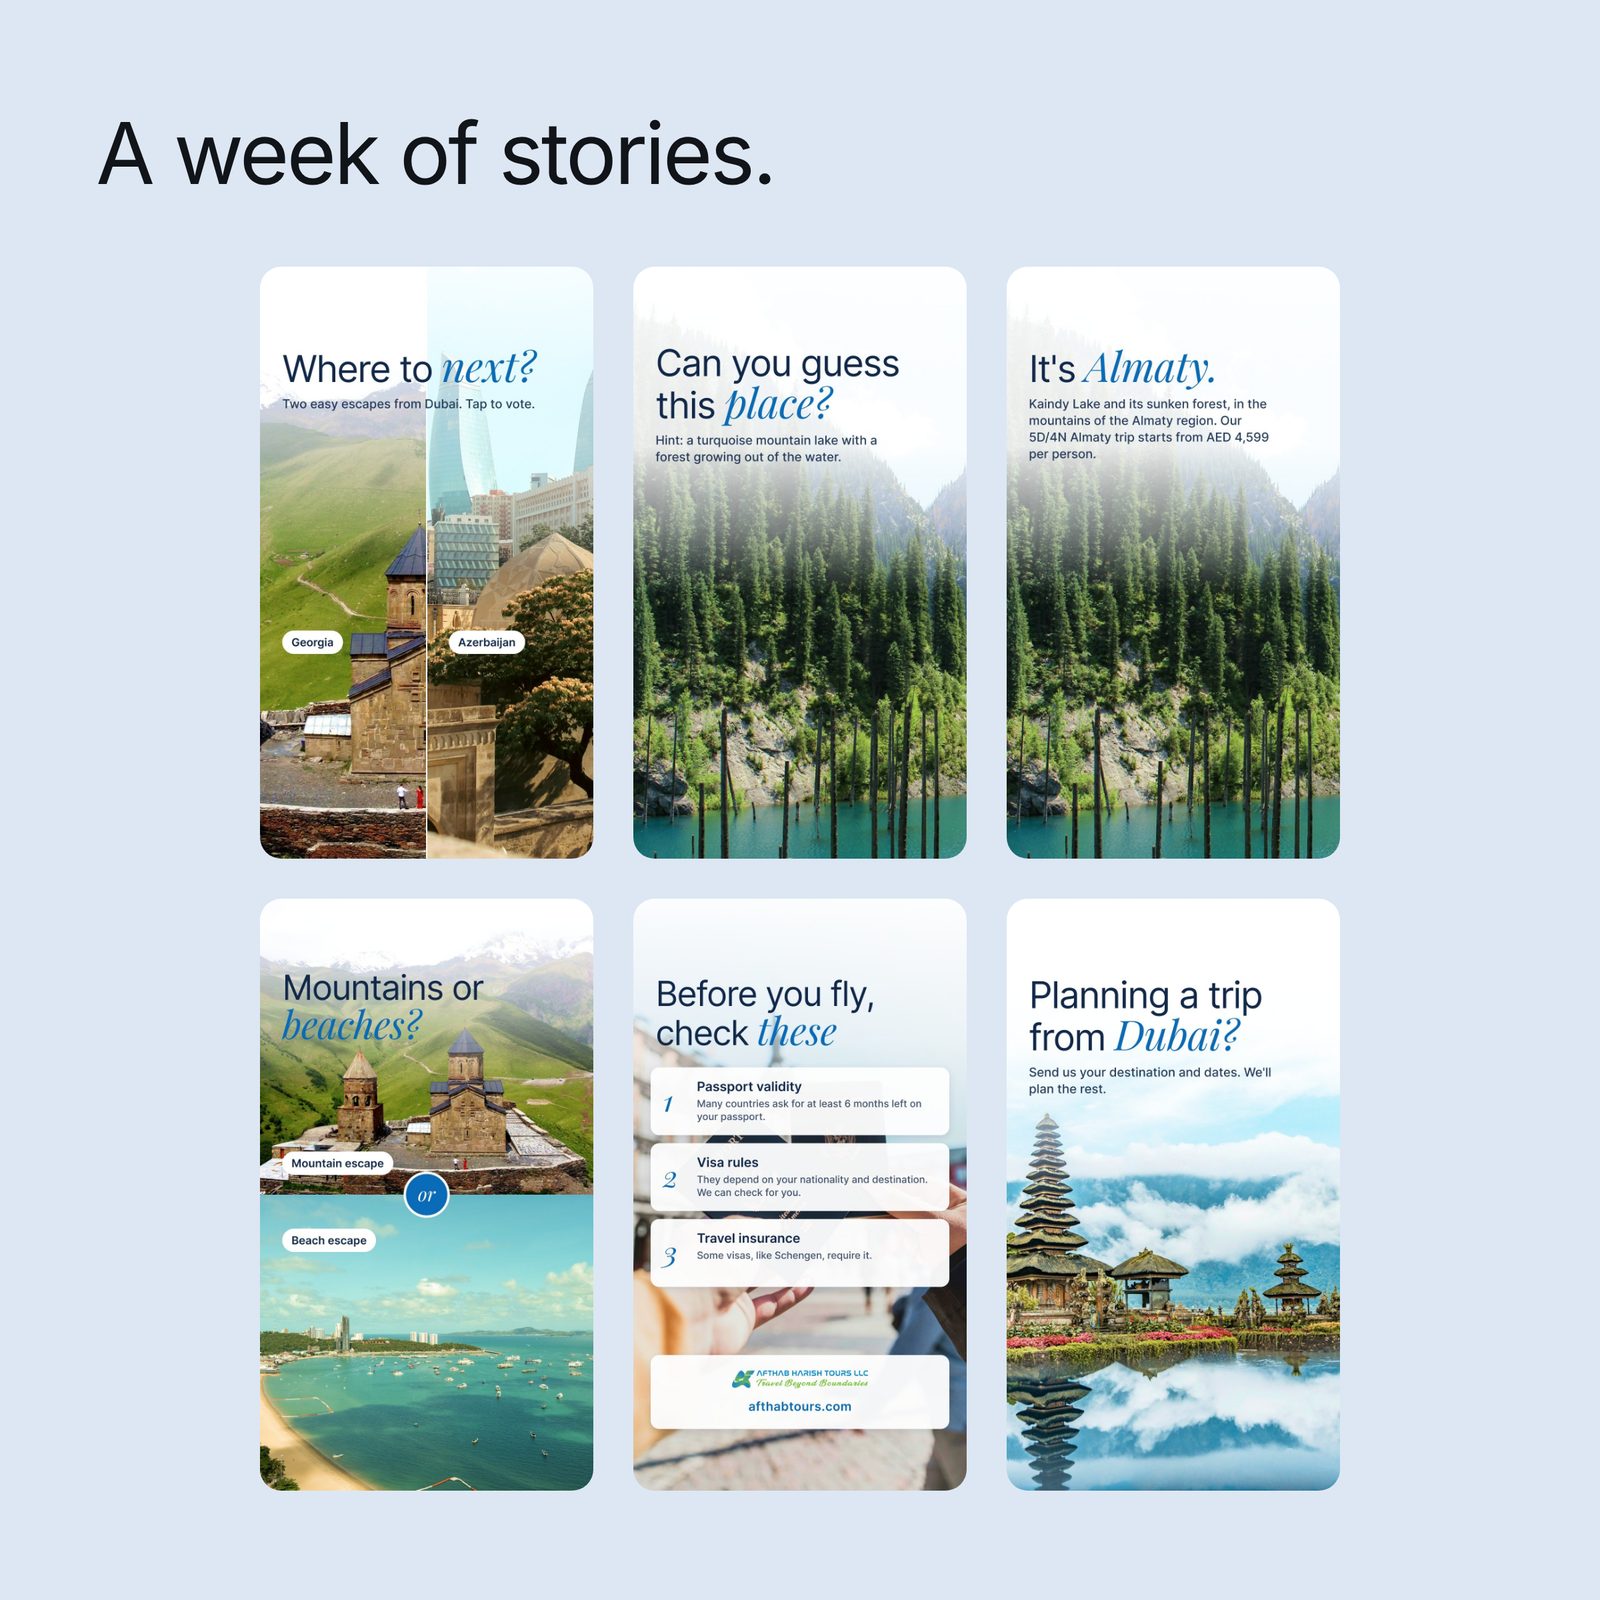 A week of stories.
Where to next?
Two easy escapes from Dubai. Tap to vote.
Georgia
Azerbaijan
Can you guess
this place?
Hint: a turquoise mountain lake with a
forest growing out of the water.
It's Almaty.
Kaindy Lake and its sunken forest, in the
mountains of the Almaty region. Our
5D/4N Almaty trip starts from AED 4,599
per person.
Mountains or
beaches?
Mountain escape
or
Beach escape
Before you fly,
check these
1
Passport validity
Many countries ask for at least 6 months left on
your passport.
2
Visa rules
They depend on your nationality and destination.
We can check for you.
3
Travel insurance
Some visas, like Schengen, require it.
AFTHAB HARISH TOURS LLC
Travel Beyond Boundaries
afthabtours.com
Planning a trip
from Dubai?
Send us your destination and dates. We'll
plan the rest.